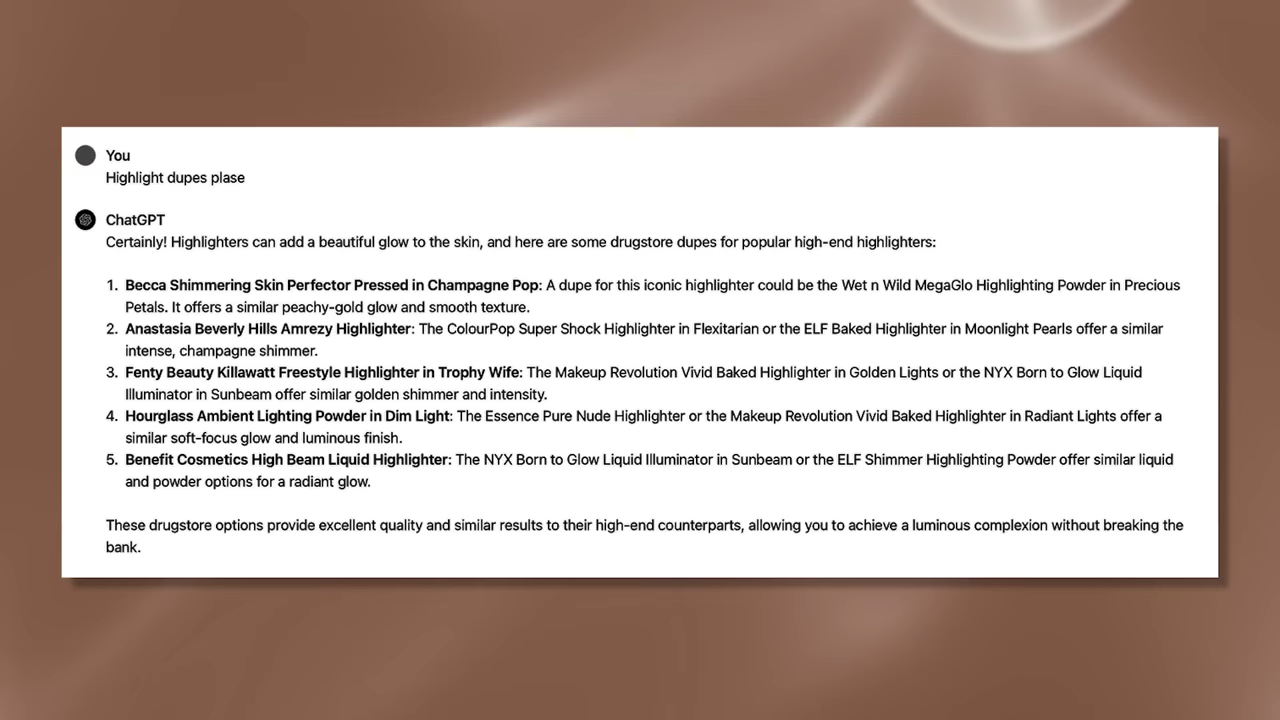 You
Highlight dupes plase
ChatGPT
Certainly! Highlighters can add a beautiful glow to the skin, and here are some drugstore dupes for popular high-end highlighters:
1. Becca Shimmering Skin Perfector Pressed in Champagne Pop: A dupe for this iconic highlighter could be the Wet n Wild MegaGlo Highlighting Powder in Precious
Petals. It offers a similar peachy-gold glow and smooth texture.
2. Anastasia Beverly Hills Amrezy Highlighter: The ColourPop Super Shock Highlighter in Flexitarian or the ELF Baked Highlighter in Moonlight Pearls offer a similar
intense, champagne shimmer.
3. Fenty Beauty Killawatt Freestyle Highlighter in Trophy Wife: The Makeup Revolution Vivid Baked Highlighter in Golden Lights or the NYX Born to Glow Liquid
Illuminator in Sunbeam offer similar golden shimmer and intensity.
4. Hourglass Ambient Lighting Powder in Dim Light: The Essence Pure Nude Highlighter or the Makeup Revolution Vivid Baked Highlighter in Radiant Lights offer a
similar soft-focus glow and luminous finish.
5. Benefit Cosmetics High Beam Liquid Highlighter: The NYX Born to Glow Liquid Illuminator in Sunbeam or the ELF Shimmer Highlighting Powder offer similar liquid
and powder options for a radiant glow.
These drugstore options provide excellent quality and similar results to their high-end counterparts, allowing you to achieve a luminous complexion without breaking the
bank.